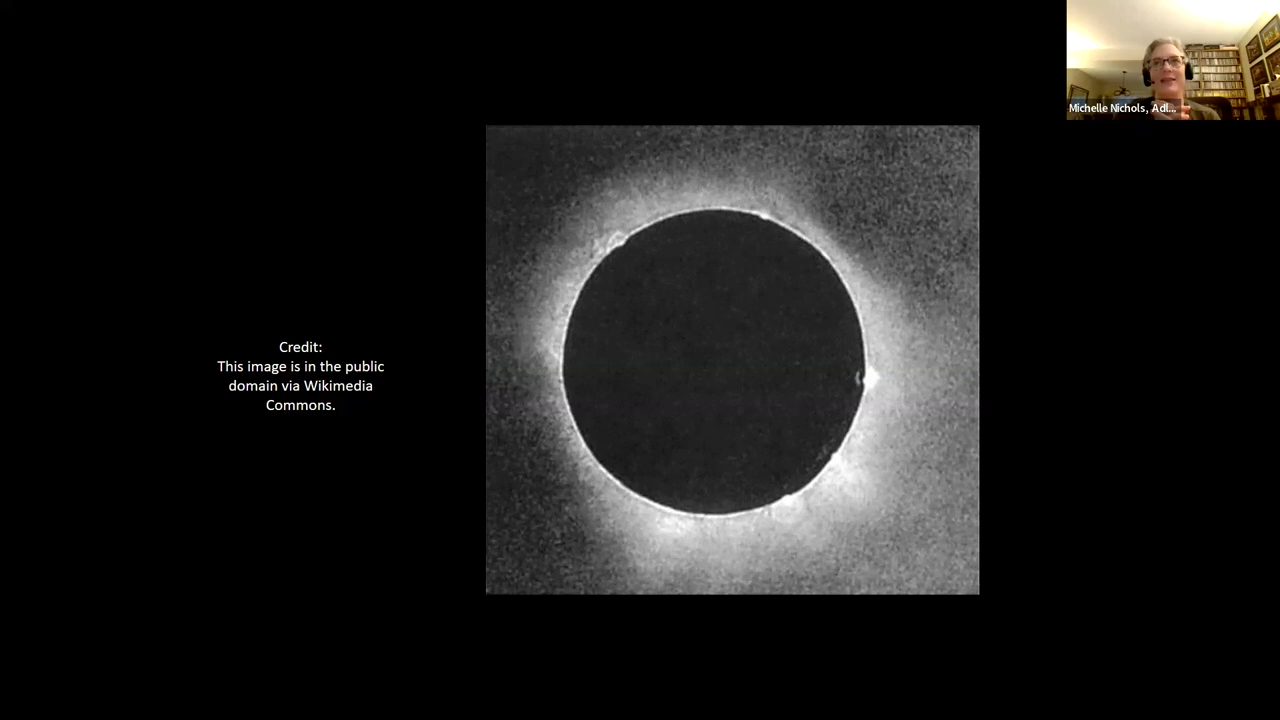 Michelle Nichols, Adl...
Credit:
This image is in the public
domain via Wikimedia
Commons.